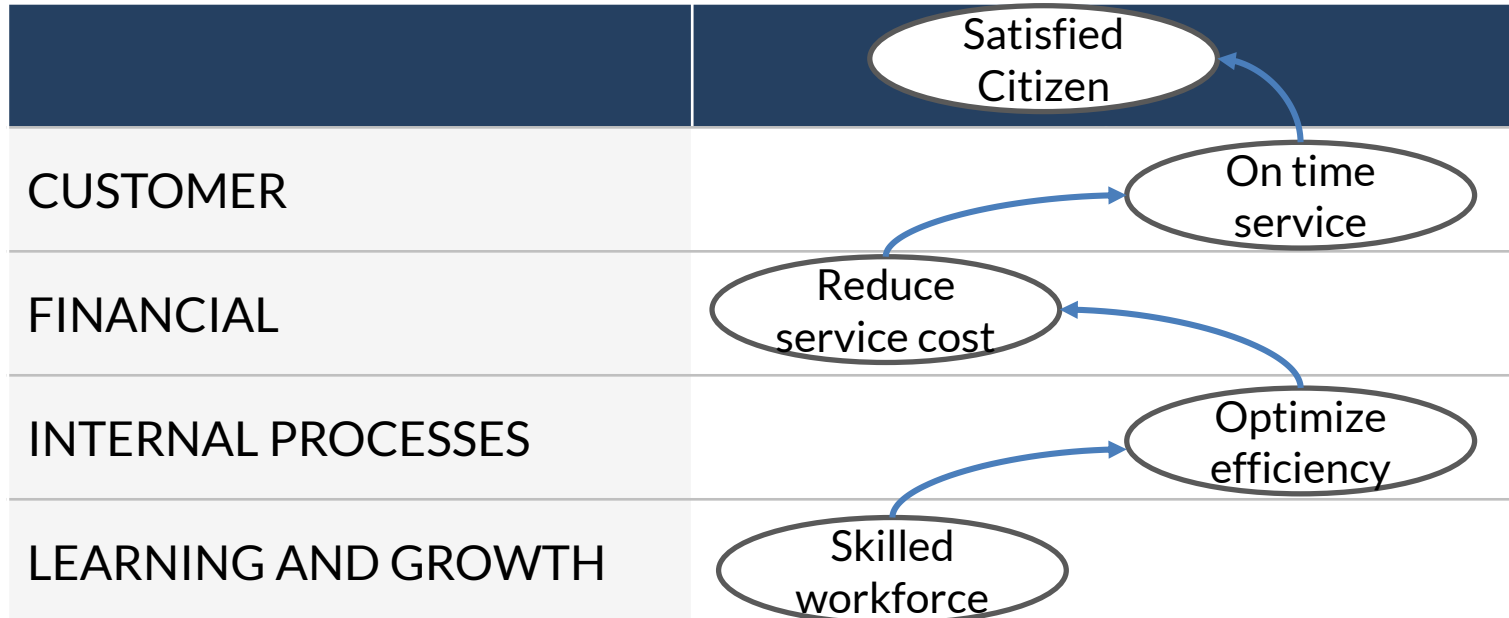 Satisfied
Citizen
CUSTOMER
On time
service
FINANCIAL
Reduce
service cost
INTERNAL PROCESSES
Optimize
efficiency
LEARNING AND GROWTH
Skilled
workforce